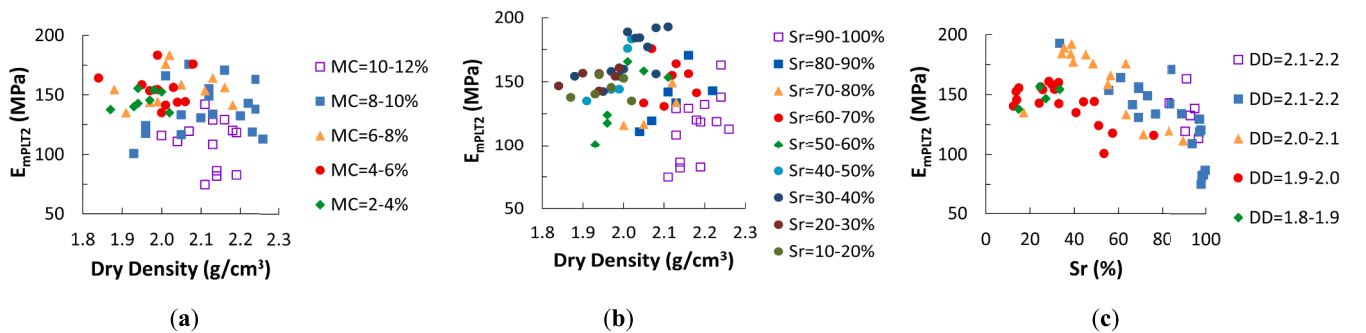 E_mPLT2 (MPa)
200
150
100
50
1.8 1.9 2.0 2.1 2.2 2.3
Dry Density (g/cm³)
MC=10-12%
MC=8-10%
MC=6-8%
MC=4-6%
MC=2-4%
(a)
E_mPLT2 (MPa)
200
150
100
50
1.8 1.9 2.0 2.1 2.2 2.3
Dry Density (g/cm³)
Sr=90-100%
Sr=80-90%
Sr=70-80%
Sr=60-70%
Sr=50-60%
Sr=40-50%
Sr=30-40%
Sr=20-30%
Sr=10-20%
(b)
E_mPLT2 (MPa)
200
150
100
50
0 20 40 60 80 100
Sr (%)
DD=2.1-2.2
DD=2.1-2.2
DD=2.0-2.1
DD=1.9-2.0
DD=1.8-1.9
(c)